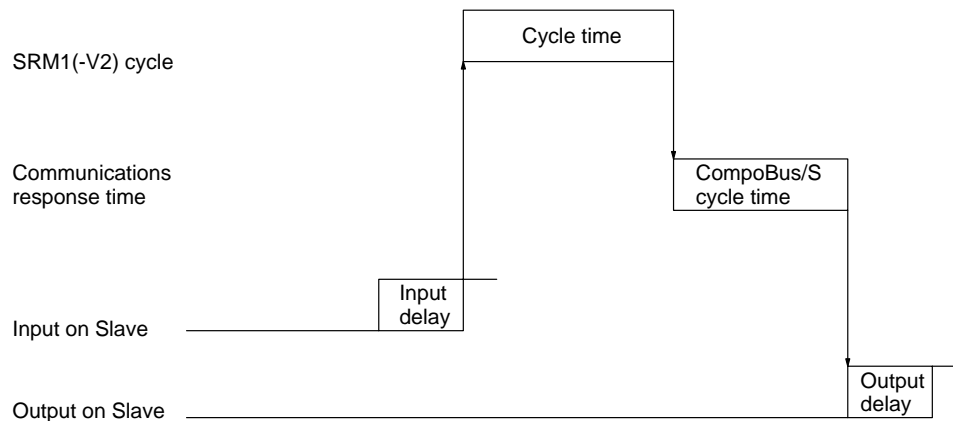 Cycle time
SRM1(-V2) cycle
Communications
response time
CompoBus/S
cycle time
Input
delay
Input on Slave
Output
delay
Output on Slave